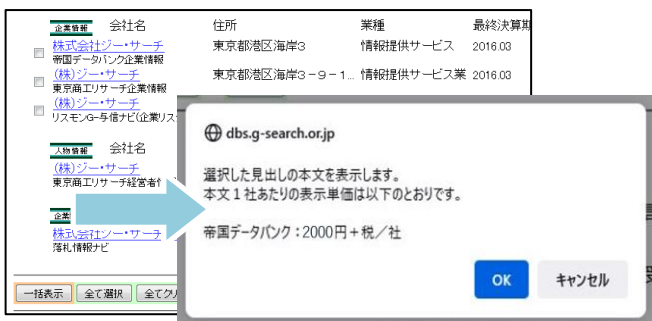 企業情報 会社名 住所 業種 最終決算期
株式会社ジー・サーチ 東京都港区海岸3 情報提供サービス 2016.03
帝国データバンク企業情報
(株)ジー・サーチ 東京都港区海岸3-9-1... 情報提供サービス業 2016.03
東京商工リサーチ企業情報
(株)ジー・サーチ
リスモンG-与信ナビ(企業リス
人物情報 会社名
(株)ジー・サーチ
東京商工リサーチ経営者
企業
株式会社ジー・サーチ
落札情報ナビ
一括表示 全て選択 全てク
dbs.g-search.or.jp
選択した見出しの本文を表示します。
本文1社あたりの表示単価は以下のとおりです。
帝国データバンク:2000円+税/社
OK キャンセル